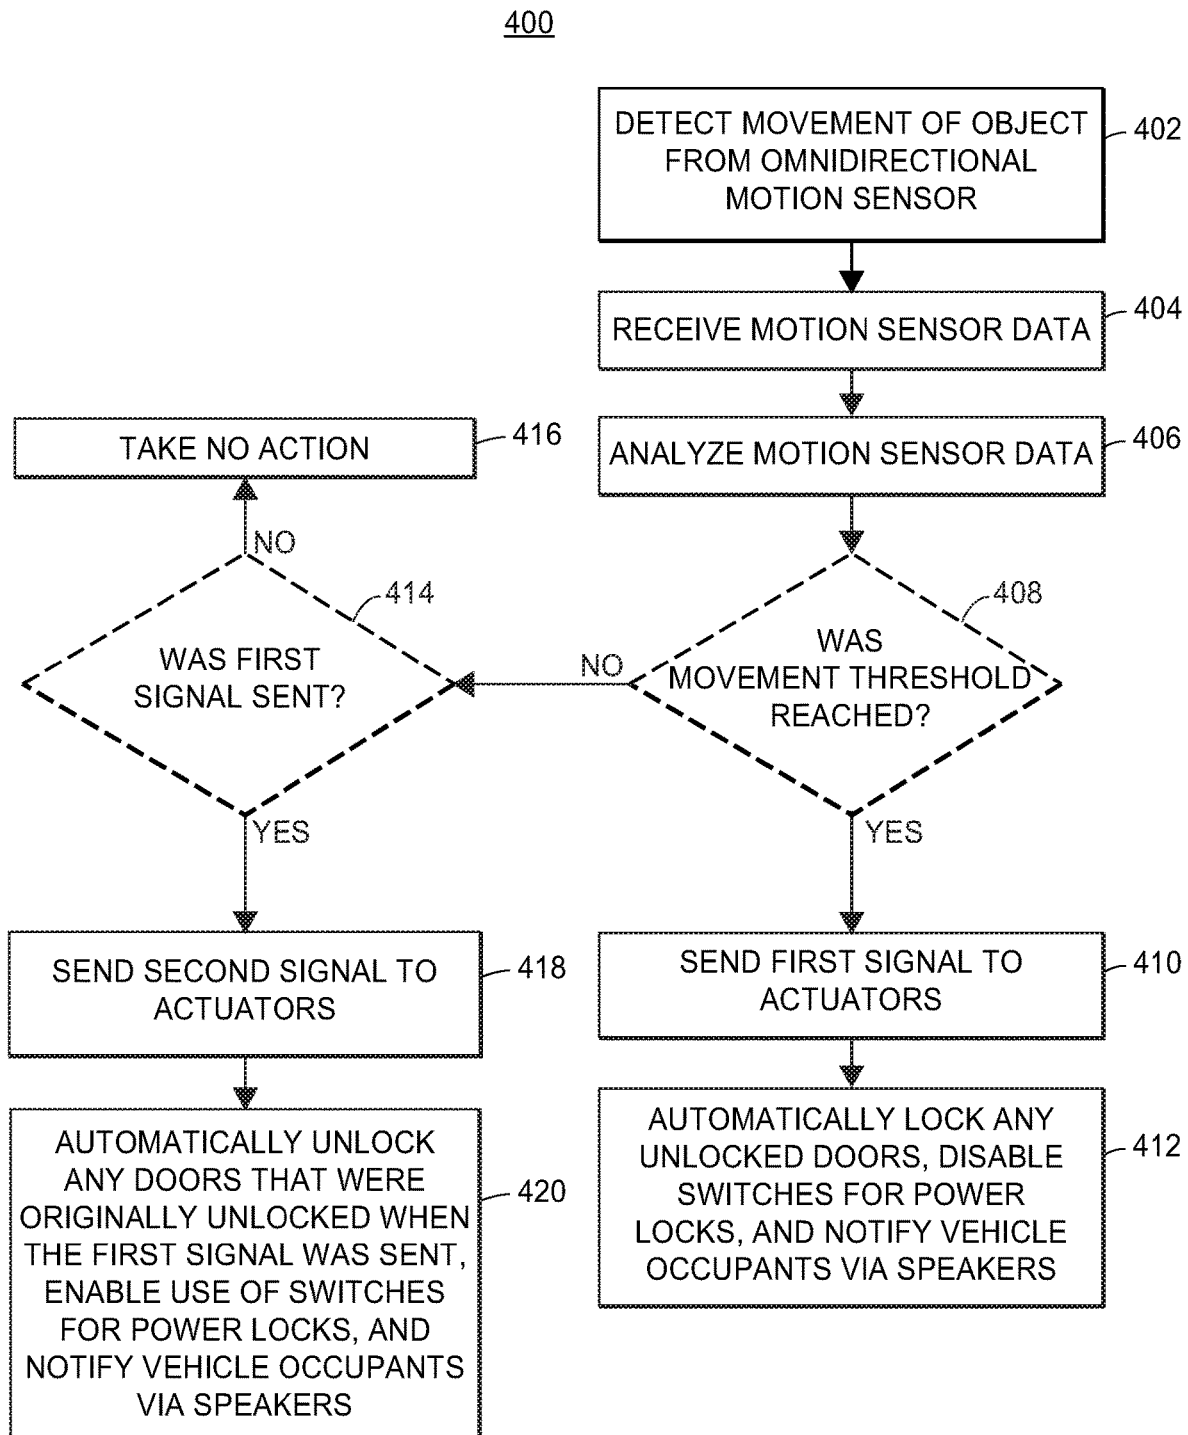 400
DETECT MOVEMENT OF OBJECT
FROM OMNIDIRECTIONAL
MOTION SENSOR
402
RECEIVE MOTION SENSOR DATA
404
ANALYZE MOTION SENSOR DATA
406
WAS
MOVEMENT THRESHOLD
REACHED?
408
NO
YES
SEND FIRST SIGNAL TO
ACTUATORS
410
AUTOMATICALLY LOCK ANY
UNLOCKED DOORS, DISABLE
SWITCHES FOR POWER
LOCKS, AND NOTIFY VEHICLE
OCCUPANTS VIA SPEAKERS
412
WAS FIRST
SIGNAL SENT?
414
NO
TAKE NO ACTION
416
YES
SEND SECOND SIGNAL TO
ACTUATORS
418
AUTOMATICALLY UNLOCK
ANY DOORS THAT WERE
ORIGINALLY UNLOCKED WHEN
THE FIRST SIGNAL WAS SENT,
ENABLE USE OF SWITCHES
FOR POWER LOCKS, AND
NOTIFY VEHICLE OCCUPANTS
VIA SPEAKERS
420